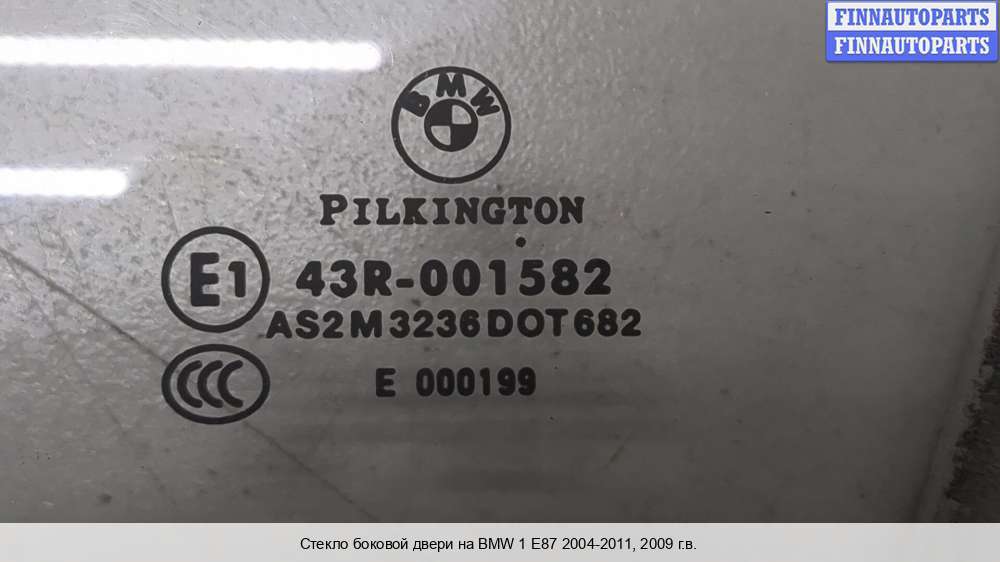 FINNAUTOPARTS
FINNAUTOPARTS
BMW
PILKINGTON
E1 43R-001582
AS2 M3236 DOT 682
CCC E 000199
Стекло боковой двери на BMW 1 E87 2004-2011, 2009 г.в.